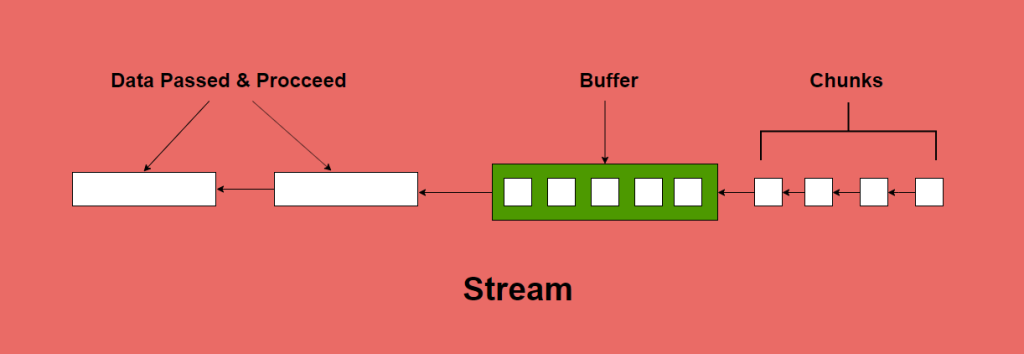 Data Passed & Procceed
Buffer
Chunks
Stream